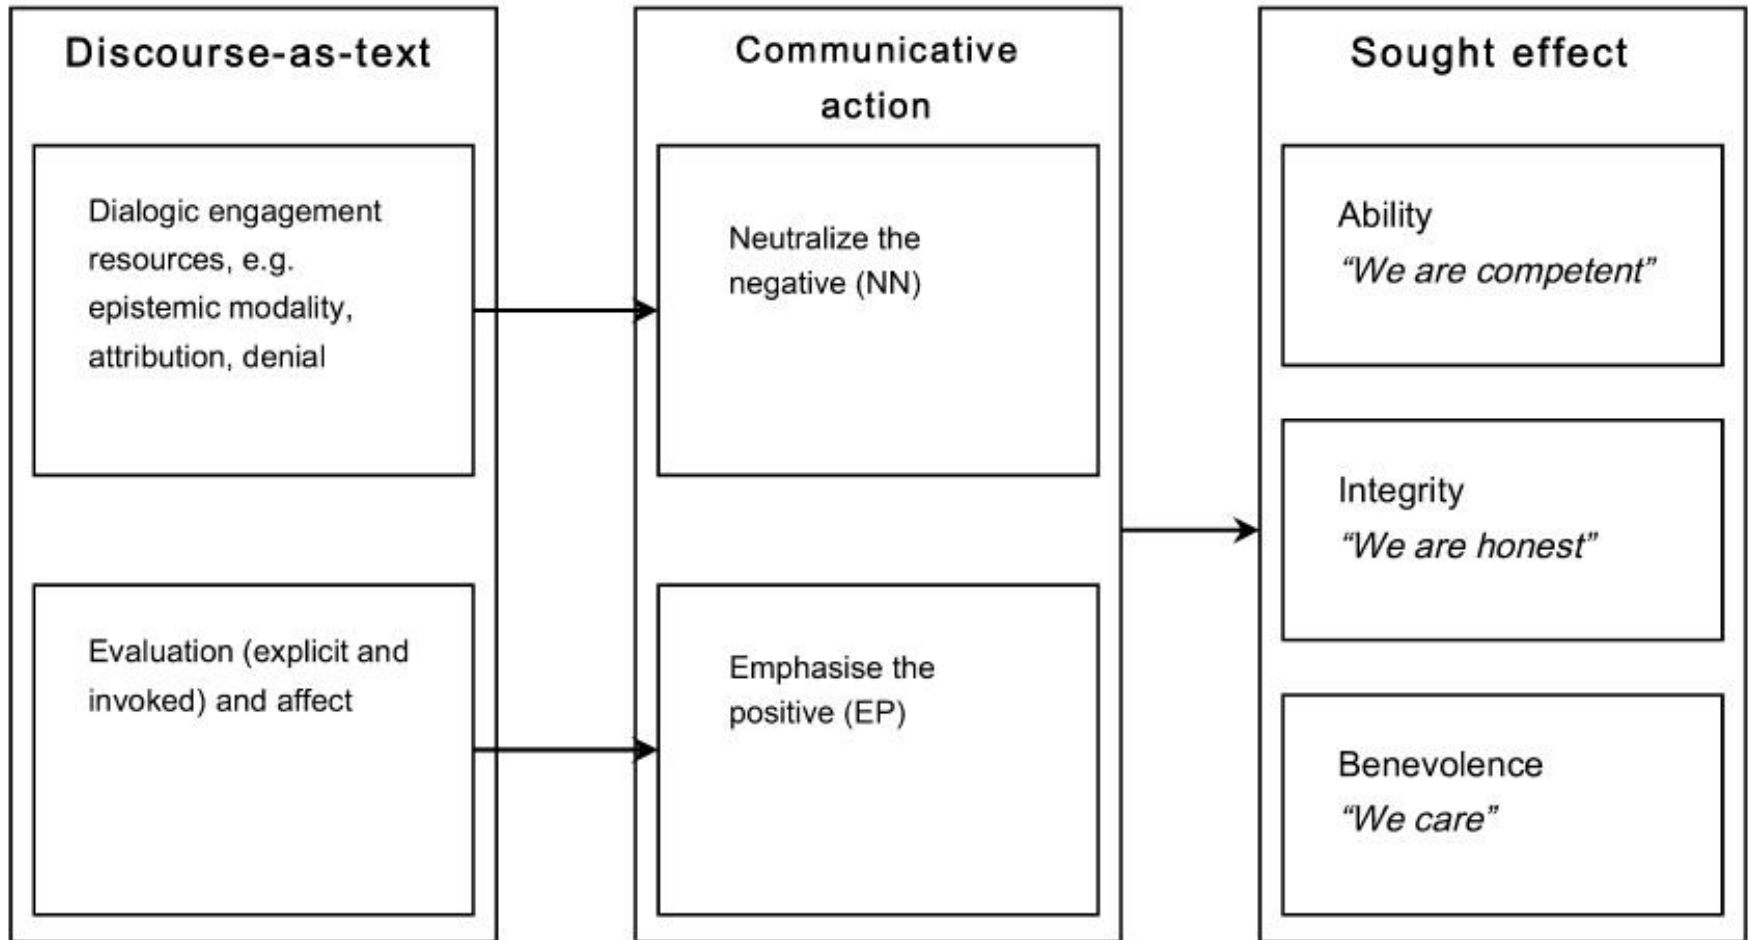 Discourse-as-text
Dialogic engagement
resources, e.g.
epistemic modality,
attribution, denial
Evaluation (explicit and
invoked) and affect
Communicative
action
Neutralize the
negative (NN)
Emphasise the
positive (EP)
Sought effect
Ability
“We are competent”
Integrity
“We are honest”
Benevolence
“We care”